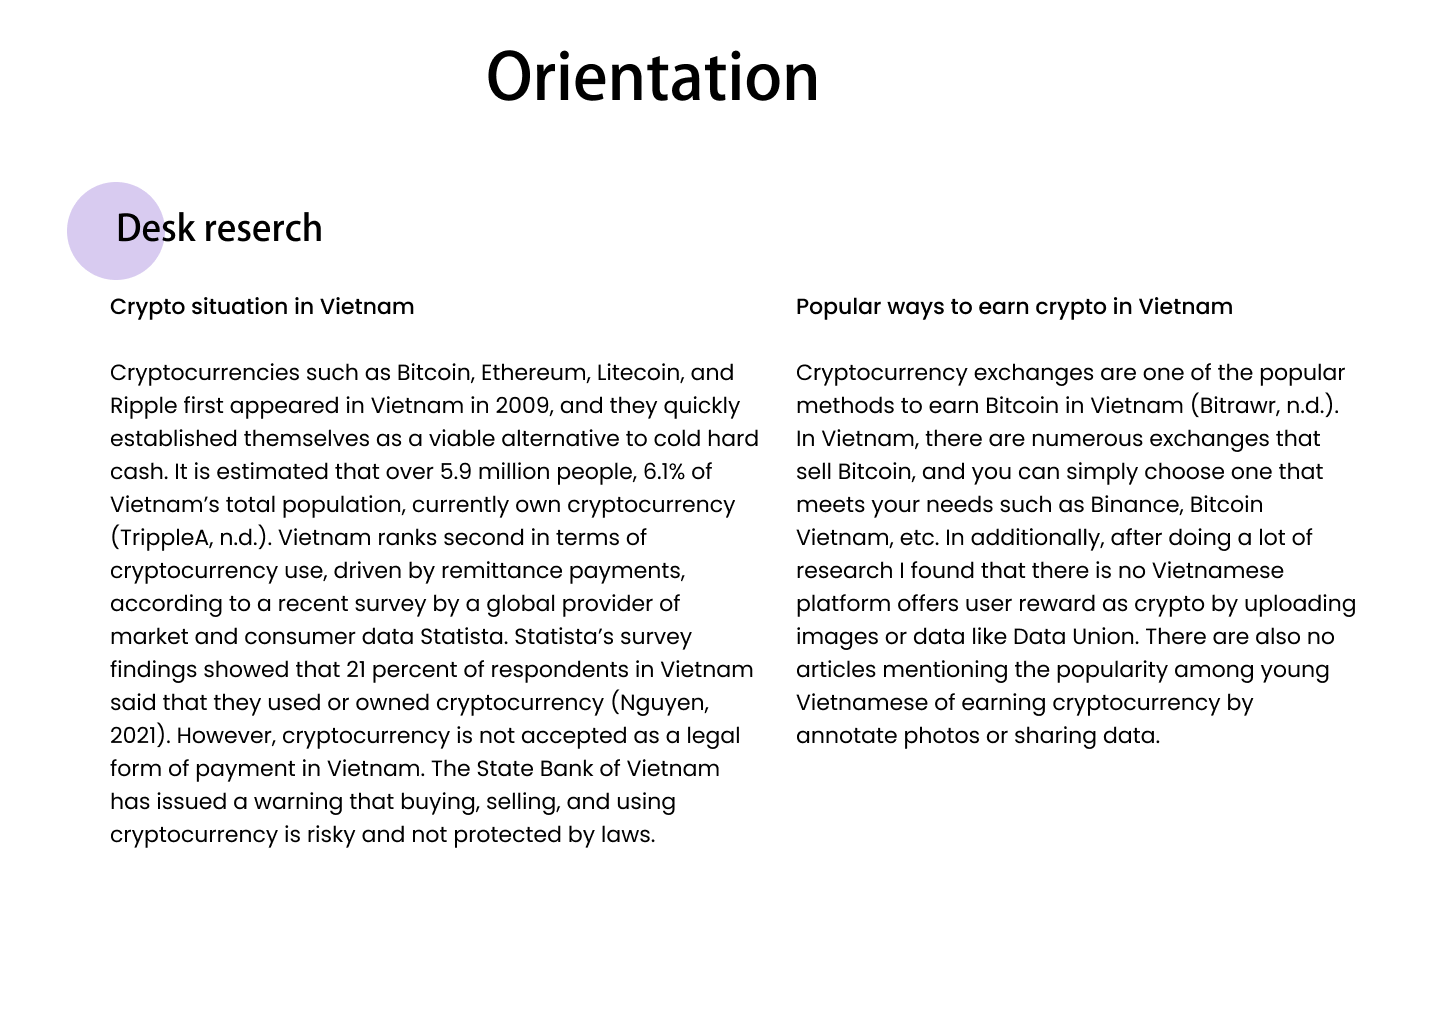 Orientation
Desk reserch
Crypto situation in Vietnam
Cryptocurrencies such as Bitcoin, Ethereum, Litecoin, and
Ripple first appeared in Vietnam in 2009, and they quickly
established themselves as a viable alternative to cold hard
cash. It is estimated that over 5.9 million people, 6.1% of
Vietnam’s total population, currently own cryptocurrency
(TrippleA, n.d.). Vietnam ranks second in terms of
cryptocurrency use, driven by remittance payments,
according to a recent survey by a global provider of
market and consumer data Statista. Statista’s survey
findings showed that 21 percent of respondents in Vietnam
said that they used or owned cryptocurrency (Nguyen,
2021). However, cryptocurrency is not accepted as a legal
form of payment in Vietnam. The State Bank of Vietnam
has issued a warning that buying, selling, and using
cryptocurrency is risky and not protected by laws.
Popular ways to earn crypto in Vietnam
Cryptocurrency exchanges are one of the popular
methods to earn Bitcoin in Vietnam (Bitrawr, n.d.).
In Vietnam, there are numerous exchanges that
sell Bitcoin, and you can simply choose one that
meets your needs such as Binance, Bitcoin
Vietnam, etc. In additionally, after doing a lot of
research I found that there is no Vietnamese
platform offers user reward as crypto by uploading
images or data like Data Union. There are also no
articles mentioning the popularity among young
Vietnamese of earning cryptocurrency by
annotate photos or sharing data.